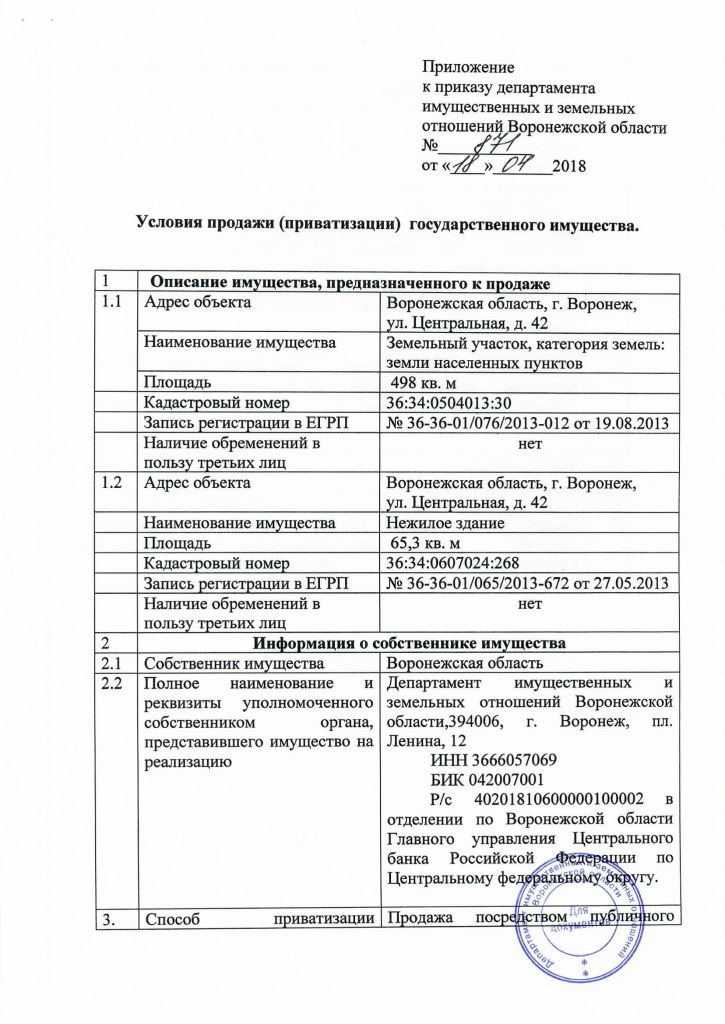 Приложение
к приказу департамента
имущественных и земельных
отношений Воронежской области
№ 871
от « 18 » 04 2018
Условия продажи (приватизации) государственного имущества.
1 Описание имущества, предназначенного к продаже
1.1 Адрес объекта Воронежская область, г. Воронеж,
ул. Центральная, д. 42
Наименование имущества Земельный участок, категория земель:
земли населенных пунктов
Площадь 498 кв. м
Кадастровый номер 36:34:0504013:30
Запись регистрации в ЕГРП № 36-36-01/076/2013-012 от 19.08.2013
Наличие обременений в нет
пользу третьих лиц
1.2 Адрес объекта Воронежская область, г. Воронеж,
ул. Центральная, д. 42
Наименование имущества Нежилое здание
Площадь 65,3 кв. м
Кадастровый номер 36:34:0607024:268
Запись регистрации в ЕГРП № 36-36-01/065/2013-672 от 27.05.2013
Наличие обременений в нет
пользу третьих лиц
2 Информация о собственнике имущества
2.1 Собственник имущества Воронежская область
2.2 Полное наименование и Департамент имущественных и
реквизиты уполномоченного земельных отношений Воронежской
собственником органа, области,394006, г. Воронеж, пл.
представившего имущество на Ленина, 12
реализацию ИНН 3666057069
БИК 042007001
Р/с 40201810600000100002 в
отделении по Воронежской области
Главного управления Центрального
банка Российской Федерации по
Центральному федеральному округу.
3. Способ приватизации Продажа посредством публичного
Департамент имущественных и земельных отношений
Воронежской области
Для
документов